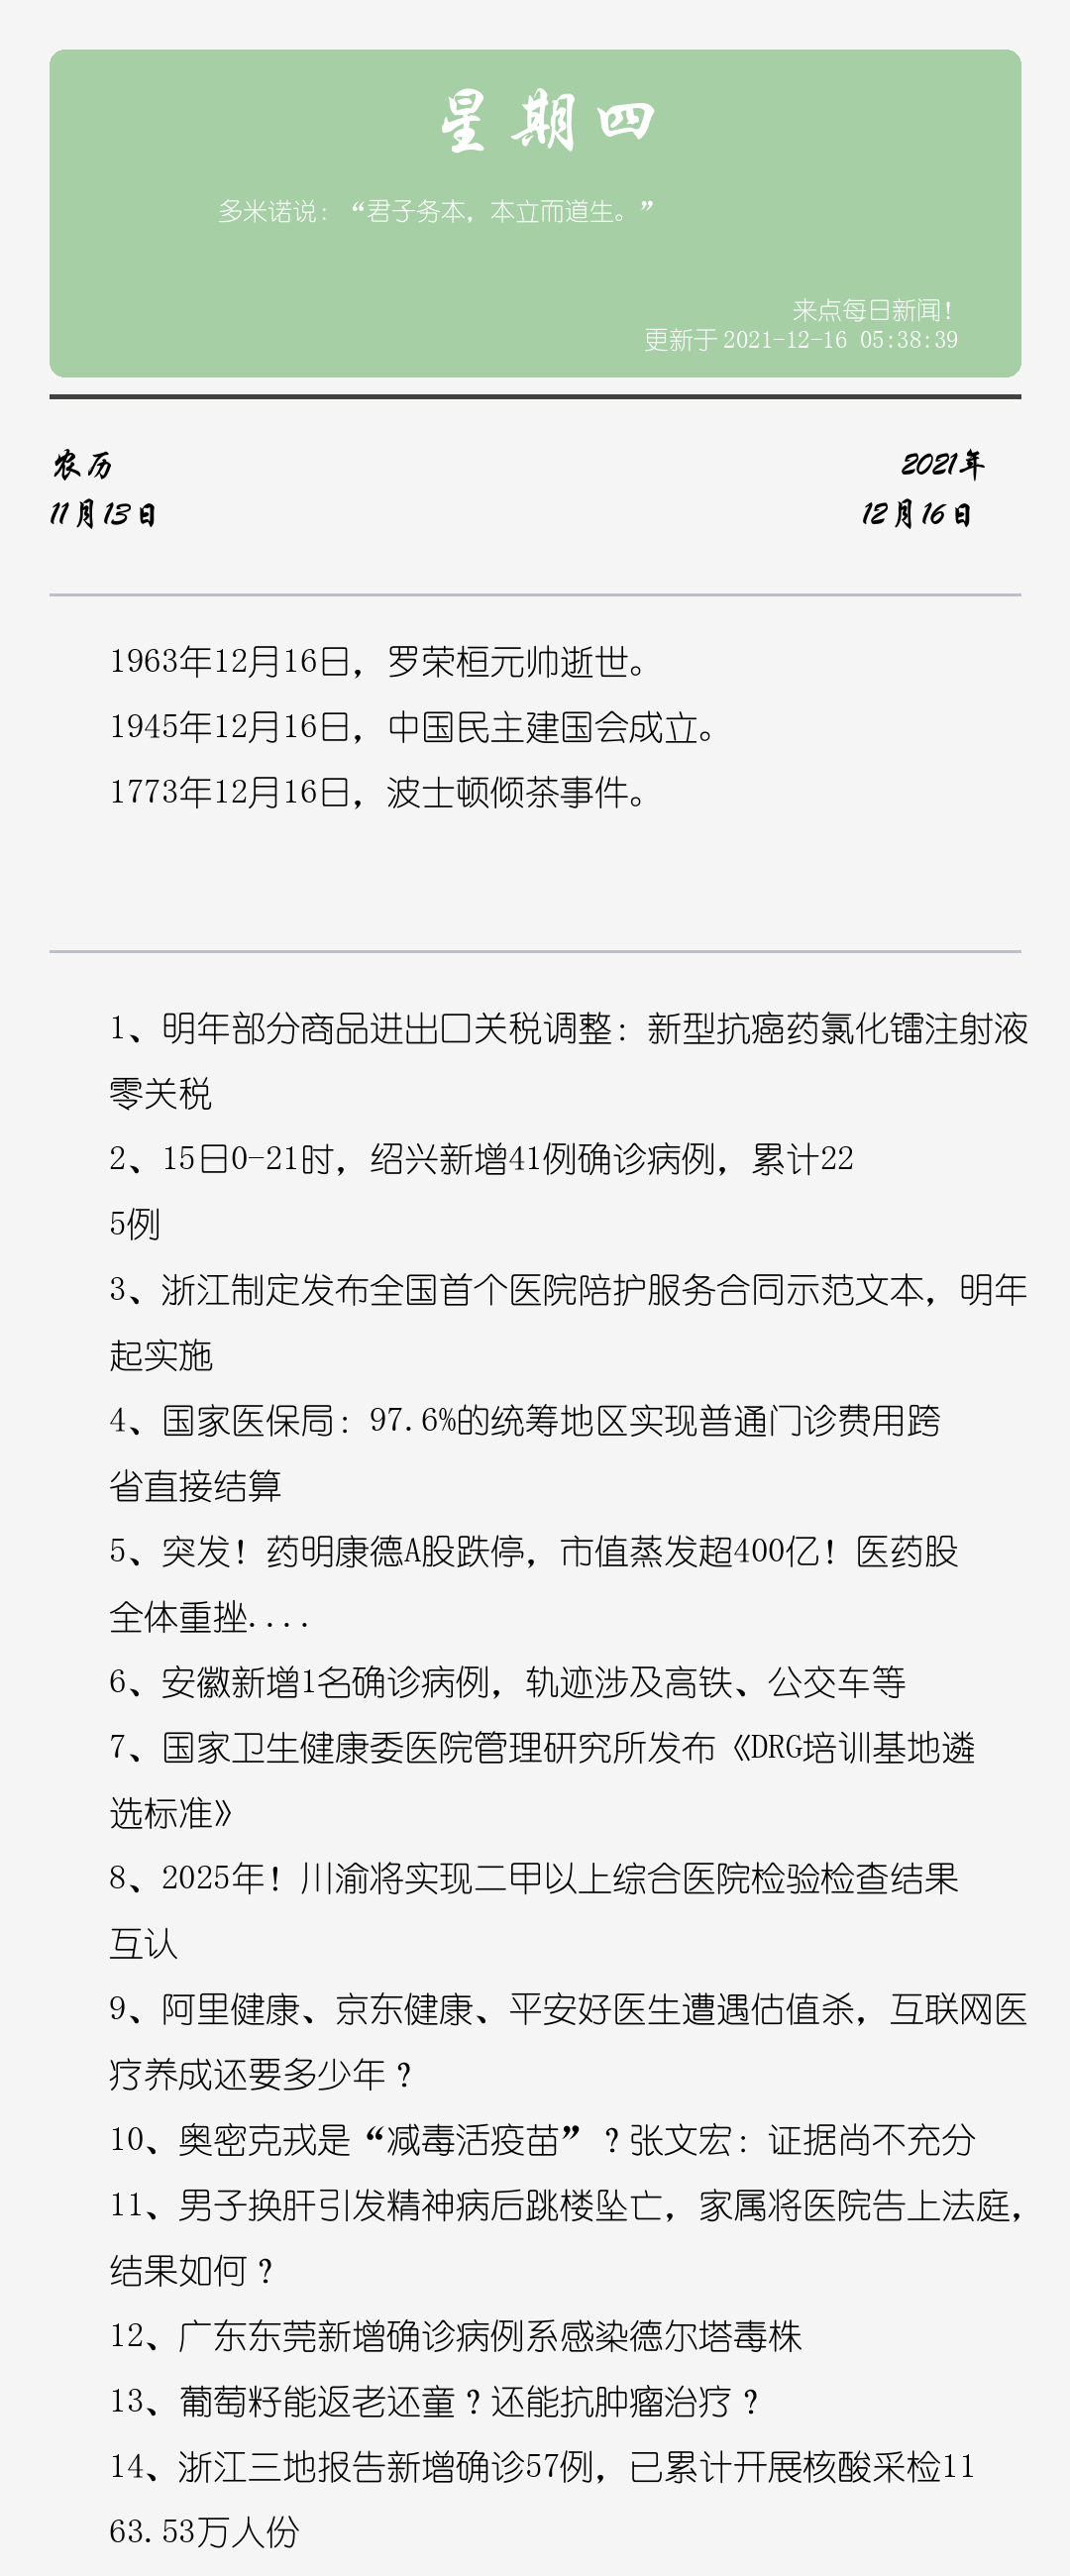 星期四
多米诺说：“君子务本，本立而道生。”
来点每日新闻！
更新于 2021-12-16 05:38:39
农历
2021年
11月13日
12月16日
1963年12月16日，罗荣桓元帅逝世。
1945年12月16日，中国民主建国会成立。
1773年12月16日，波士顿倾茶事件。
1、明年部分商品进出口关税调整：新型抗癌药氯化镭注射液
零关税
2、15日0-21时，绍兴新增41例确诊病例，累计22
5例
3、浙江制定发布全国首个医院陪护服务合同示范文本，明年
起实施
4、国家医保局：97.6%的统筹地区实现普通门诊费用跨
省直接结算
5、突发！药明康德A股跌停，市值蒸发超400亿！医药股
全体重挫....
6、安徽新增1名确诊病例，轨迹涉及高铁、公交车等
7、国家卫生健康委医院管理研究所发布《DRG培训基地遴
选标准》
8、2025年！川渝将实现二甲以上综合医院检验检查结果
互认
9、阿里健康、京东健康、平安好医生遭遇估值杀，互联网医
疗养成还要多少年？
10、奥密克戎是“减毒活疫苗”？张文宏：证据尚不充分
11、男子换肝引发精神病后跳楼坠亡，家属将医院告上法庭，
结果如何？
12、广东东莞新增确诊病例系感染德尔塔毒株
13、葡萄籽能返老还童？还能抗肿瘤治疗？
14、浙江三地报告新增确诊57例，已累计开展核酸采检11
63.53万人份